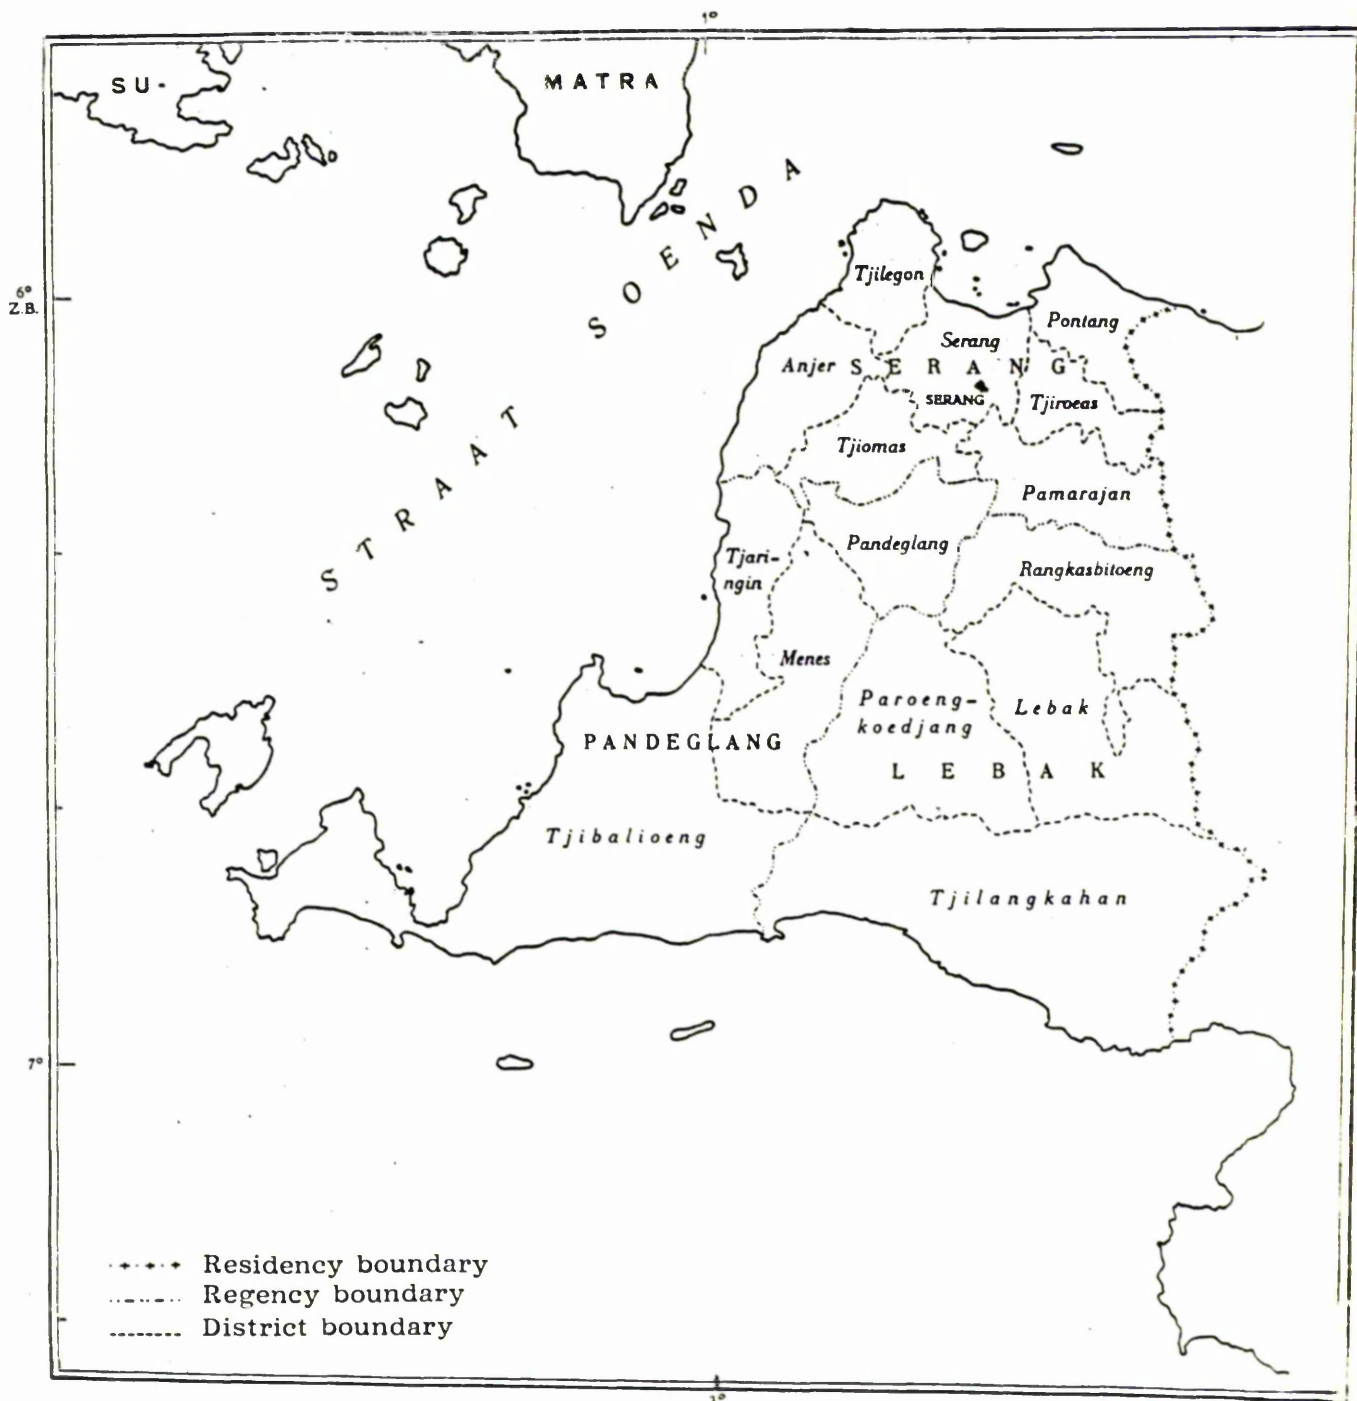 1°
SU-
MATRA
STRAAT SOENDA
6°
Z.B.
Tjilegon
Pontang
Serang
Anjer
SERANG
SERANG
Tjiroeas
Tjiomas
Pamarajan
Pandeglang
Tjari-
ngin
Rangkasbitoeng
Menes
Paroeng-
koedjang
Lebak
PANDEGLANG
LEBAK
Tjibalioeng
Tjilangkahan
7°
Residency boundary
Regency boundary
District boundary
1°